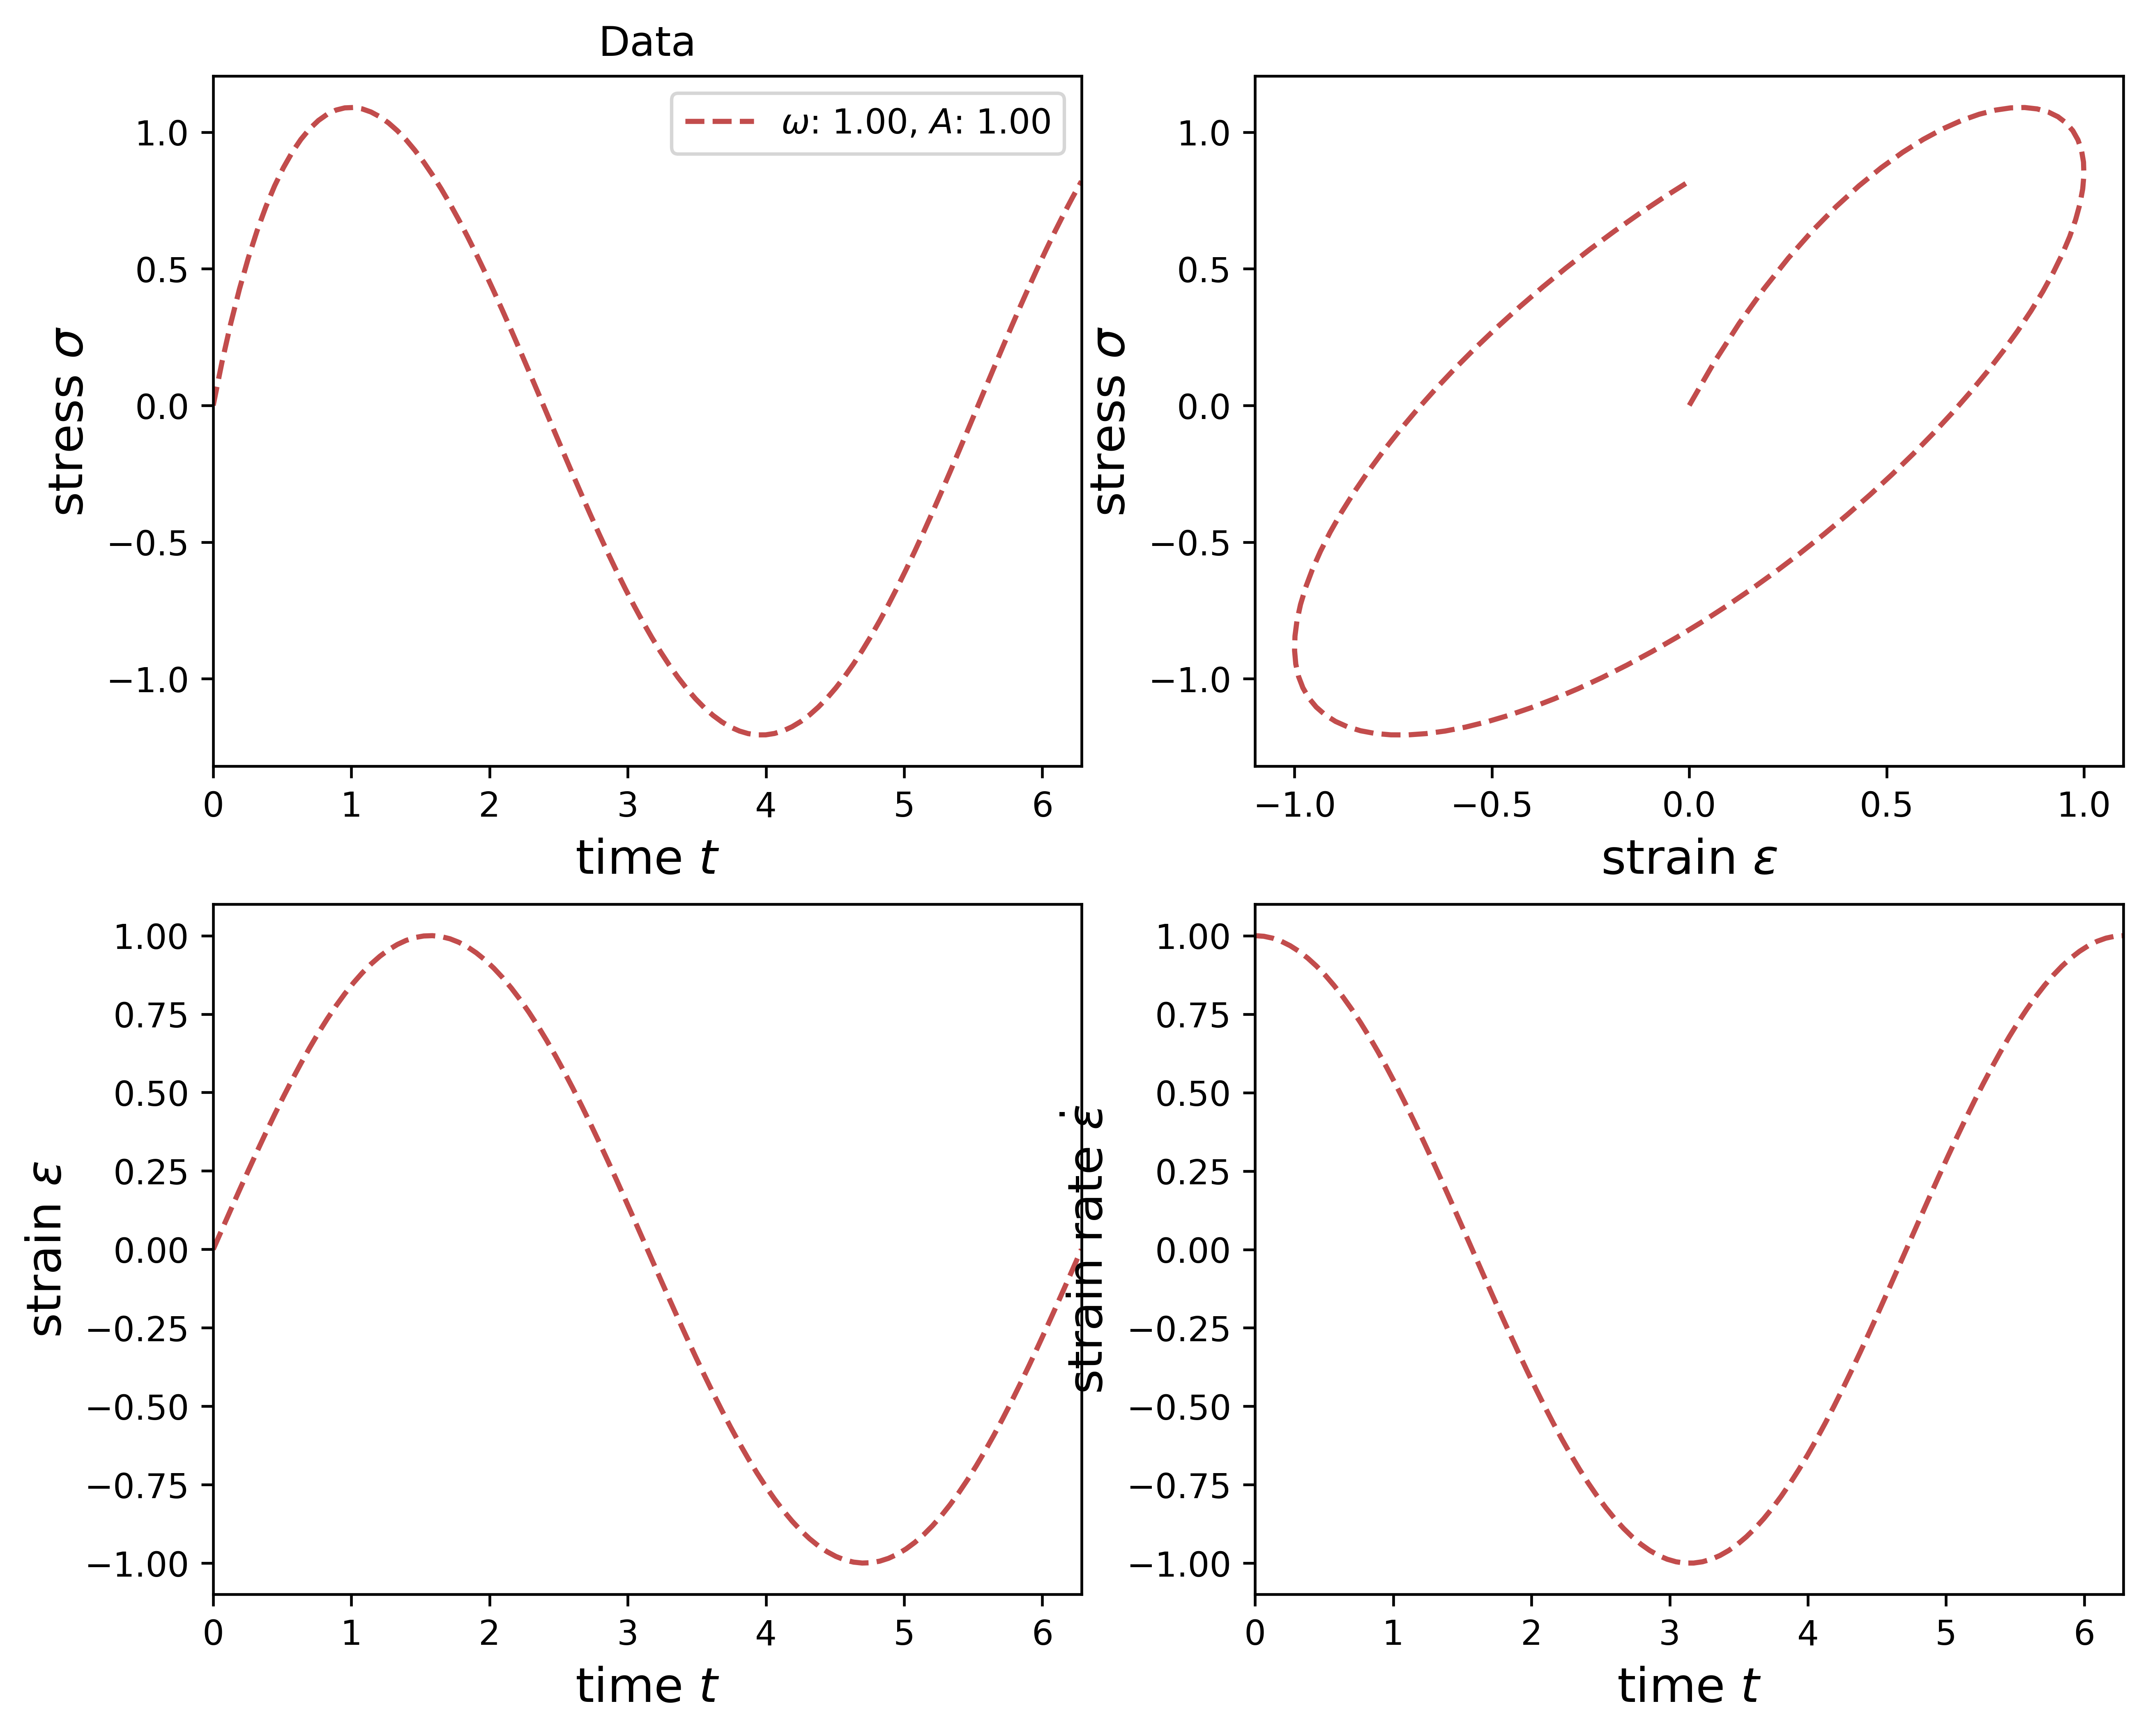 Data
ω: 1.00, A: 1.00
stress σ
1.0
0.5
0.0
−0.5
−1.0
0 1 2 3 4 5 6
time t
stress σ
1.0
0.5
0.0
−0.5
−1.0
−1.0 −0.5 0.0 0.5 1.0
strain ε
strain ε
1.00
0.75
0.50
0.25
0.00
−0.25
−0.50
−0.75
−1.00
0 1 2 3 4 5 6
time t
strain rate ε̇
1.00
0.75
0.50
0.25
0.00
−0.25
−0.50
−0.75
−1.00
0 1 2 3 4 5 6
time t